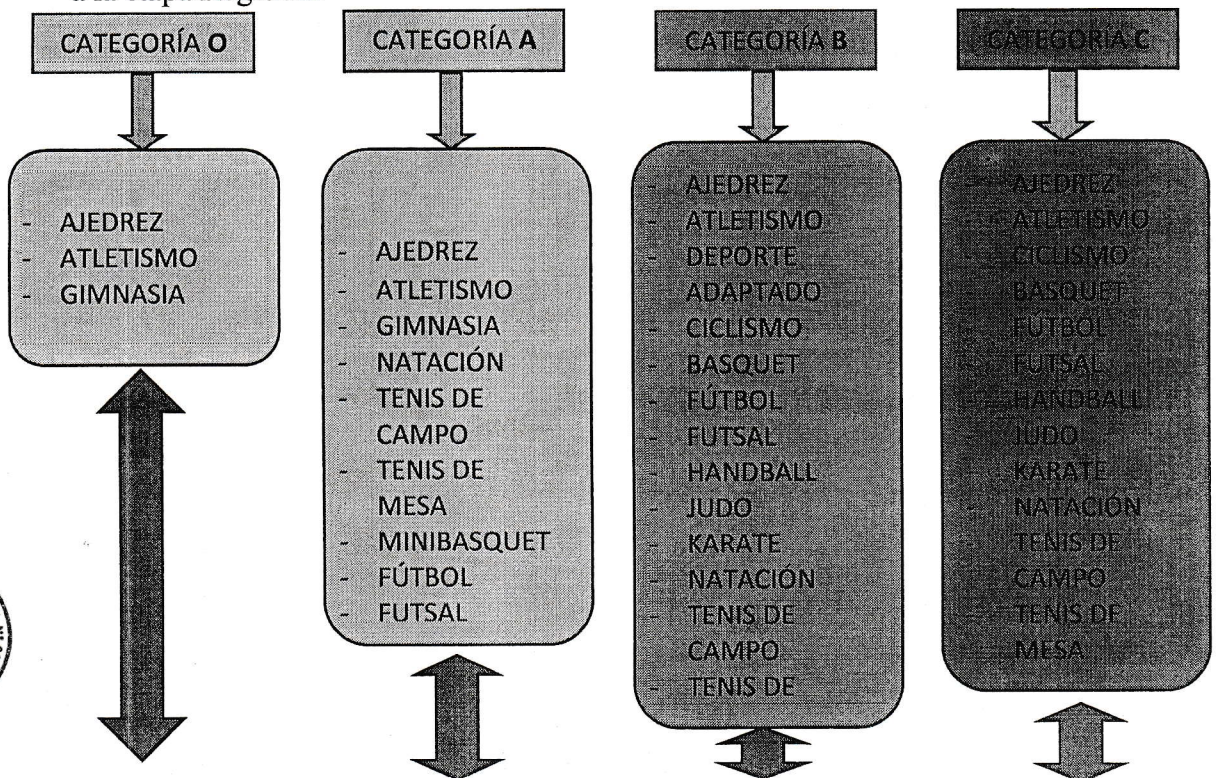 CATEGORÍA O
- AJEDREZ
- ATLETISMO
- GIMNASIA
CATEGORÍA A
- AJEDREZ
- ATLETISMO
- GIMNASIA
- NATACIÓN
- TENIS DE
CAMPO
- TENIS DE
MESA
- MINIBASQUET
- FÚTBOL
- FUTSAL
CATEGORÍA B
- AJEDREZ
- ATLETISMO
- DEPORTE
ADAPTADO
- CICLISMO
- BASQUET
- FÚTBOL
- FUTSAL
- HANDBALL
- JUDO
- KARATE
- NATACIÓN
- TENIS DE
CAMPO
- TENIS DE
CATEGORÍA C
- AJEDREZ
- ATLETISMO
- CICLISMO
- BASQUET
- FÚTBOL
- FUTSAL
- HANDBALL
- JUDO
- KARATE
- NATACIÓN
- TENIS DE
CAMPO
- TENIS DE
MESA